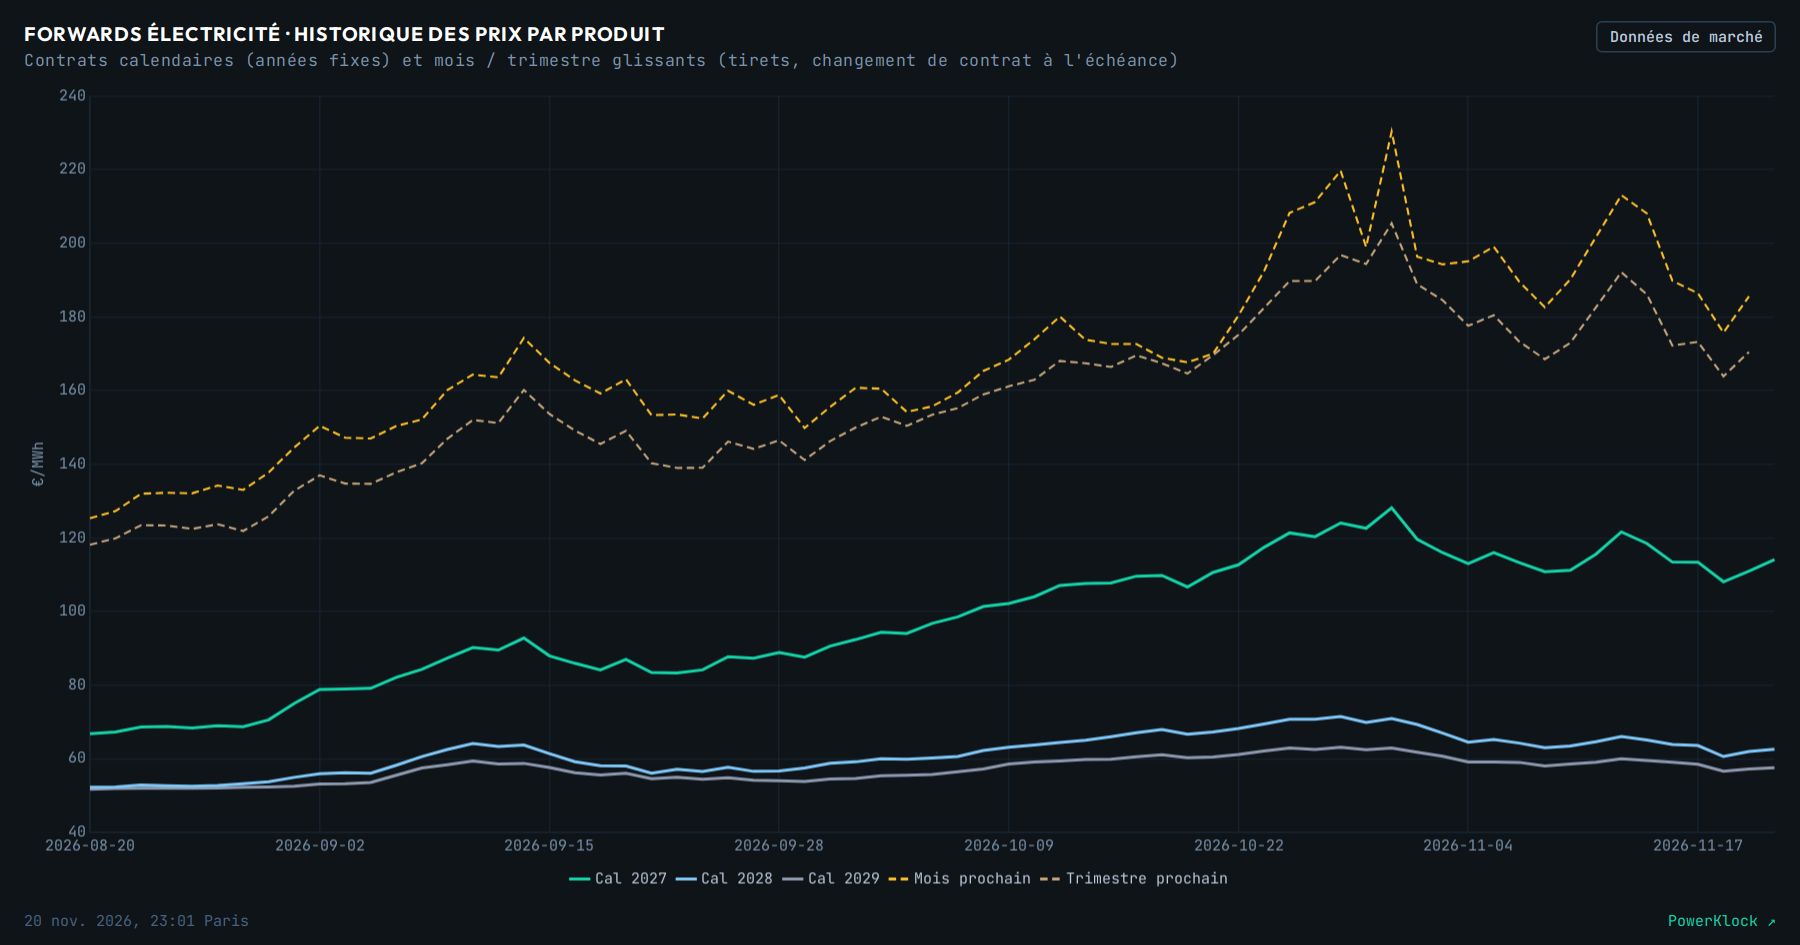 FORWARDS ÉLECTRICITÉ · HISTORIQUE DES PRIX PAR PRODUIT
Données de marché
Contrats calendaires (années fixes) et mois / trimestre glissants (tirets, changement de contrat à l'échéance)
240
220
200
180
160
140
120
100
80
60
40
€/MWh
2026-08-20 2026-09-02 2026-09-15 2026-09-28 2026-10-09 2026-10-22 2026-11-04 2026-11-17
Cal 2027 Cal 2028 Cal 2029 Mois prochain Trimestre prochain
20 nov. 2026, 23:01 Paris
PowerKlock ↗